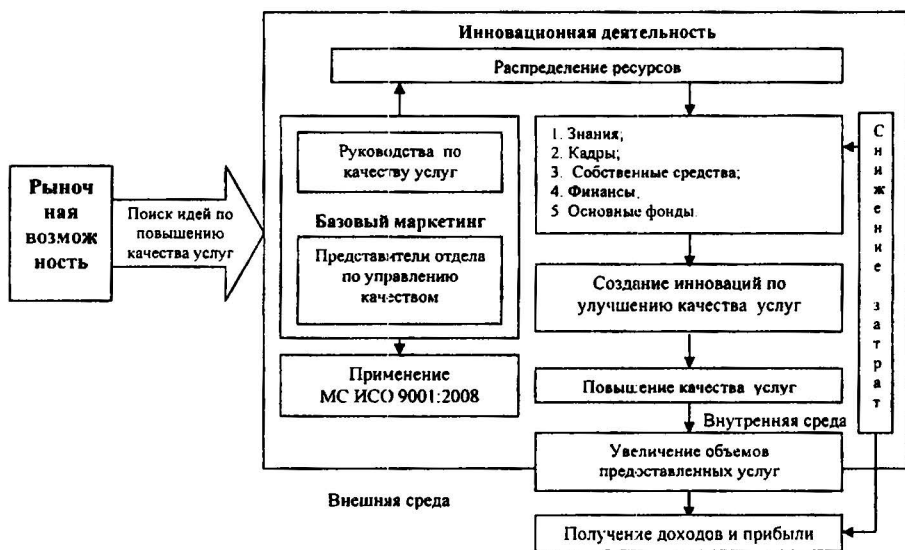 Инновационная деятельность
Распределение ресурсов
Рыноч
ная
возмож
ность
Поиск идей по
повышению
качества услуг
Руководства по
качеству услуг
Базовый маркетинг
Представители отдела
по управлению
качеством
Применение
МС ИСО 9001:2008
1. Знания;
2. Кадры;
3. Собственные средства;
4. Финансы.
5 Основные фонды.
Создание инноваций по
улучшению качества услуг
Повышение качества услуг
Внутренняя среда
Увеличение объемов
предоставленных услуг
Получение доходов и прибыли
Снижение затрат
Внешняя среда